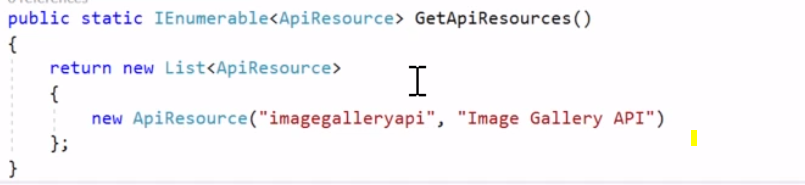 public static IEnumerable<ApiResource> GetApiResources()
{
return new List<ApiResource>
{
new ApiResource("imagegalleryapi", "Image Gallery API")
};
}